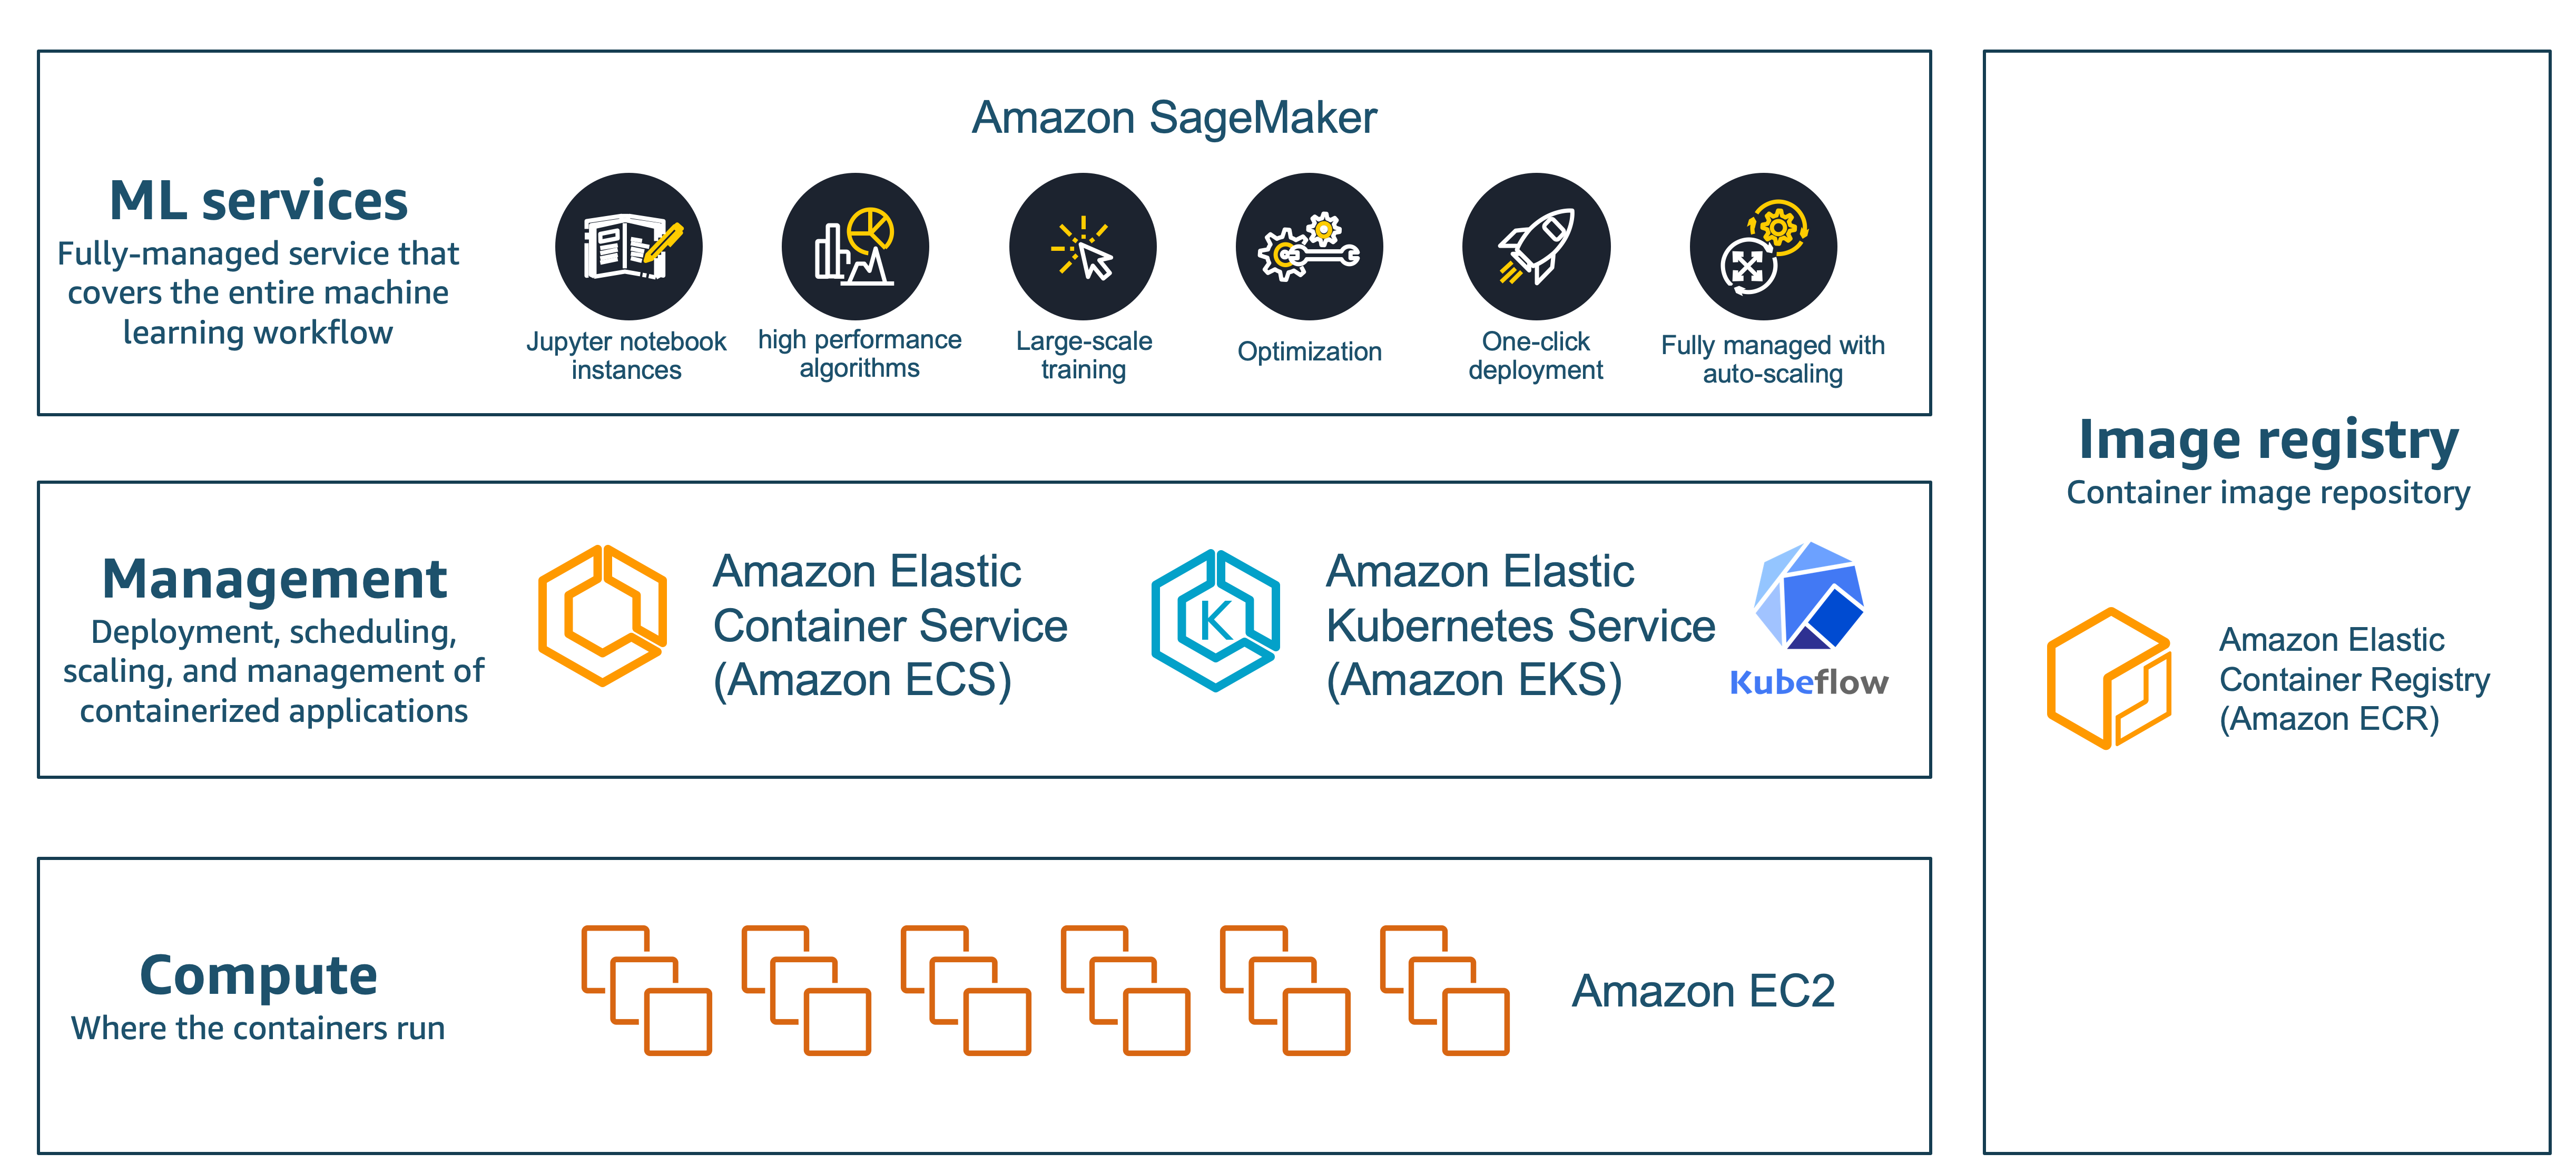 Amazon SageMaker
ML services
Fully-managed service that
covers the entire machine
learning workflow
Jupyter notebook
instances
high performance
algorithms
Large-scale
training
Optimization
One-click
deployment
Fully managed with
auto-scaling
Management
Deployment, scheduling,
scaling, and management of
containerized applications
Amazon Elastic
Container Service
(Amazon ECS)
K
Amazon Elastic
Kubernetes Service
(Amazon EKS)
Kubeflow
Compute
Where the containers run
Amazon EC2
Image registry
Container image repository
Amazon Elastic
Container Registry
(Amazon ECR)